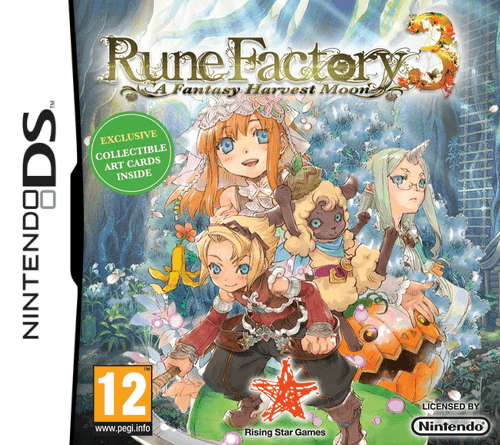 NINTENDO DS™
Rune Factory 3
A Fantasy Harvest Moon
EXCLUSIVE
COLLECTIBLE
ART CARDS
INSIDE
12
www.pegi.info
Rising Star Games
LICENSED BY
Nintendo